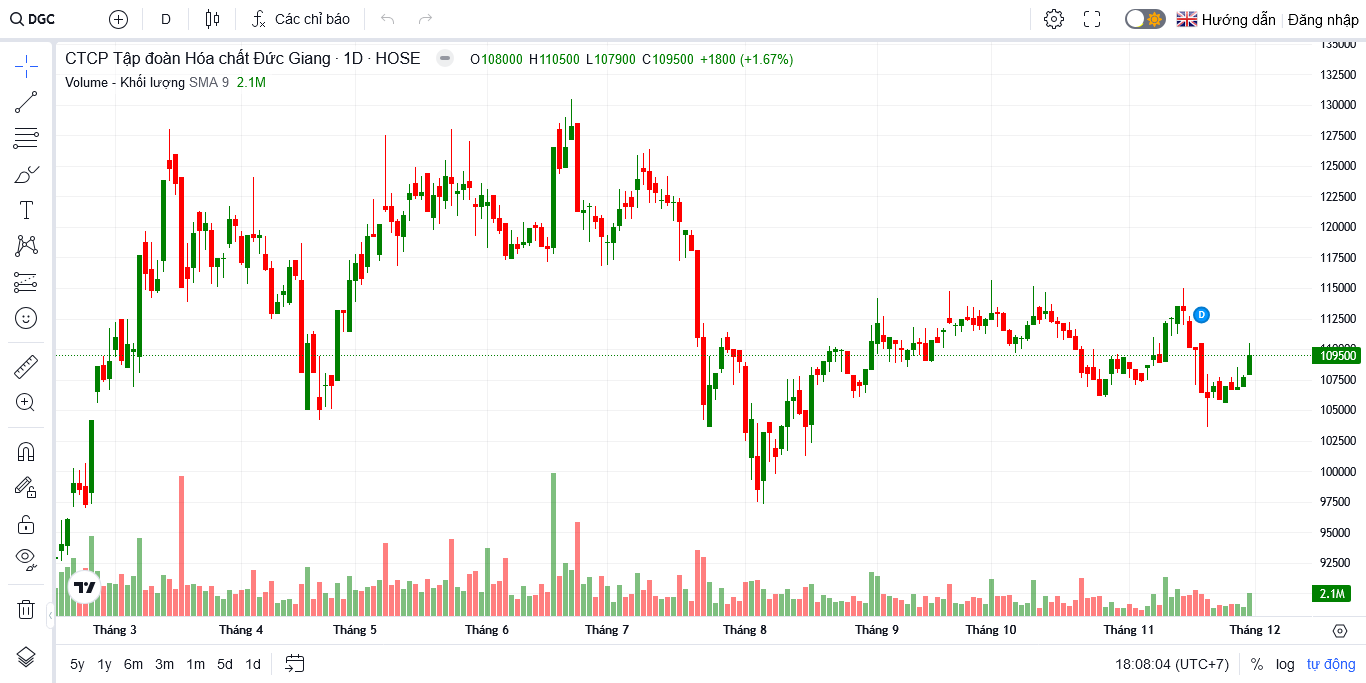 DGC D Các chỉ báo Hướng dẫn Đăng nhập
CTCP Tập đoàn Hóa chất Đức Giang · 1D · HOSE O108000 H110500 L107900 C109500 +1800 (+1.67%)
Volume - Khối lượng SMA 9 2.1M
135000
132500
130000
127500
125000
122500
120000
117500
115000
D
112500
110000
109500
107500
105000
102500
100000
97500
95000
92500
2.1M
Tháng 3 Tháng 4 Tháng 5 Tháng 6 Tháng 7 Tháng 8 Tháng 9 Tháng 10 Tháng 11 Tháng 12
5y 1y 6m 3m 1m 5d 1d 18:08:04 (UTC+7) % log tự động